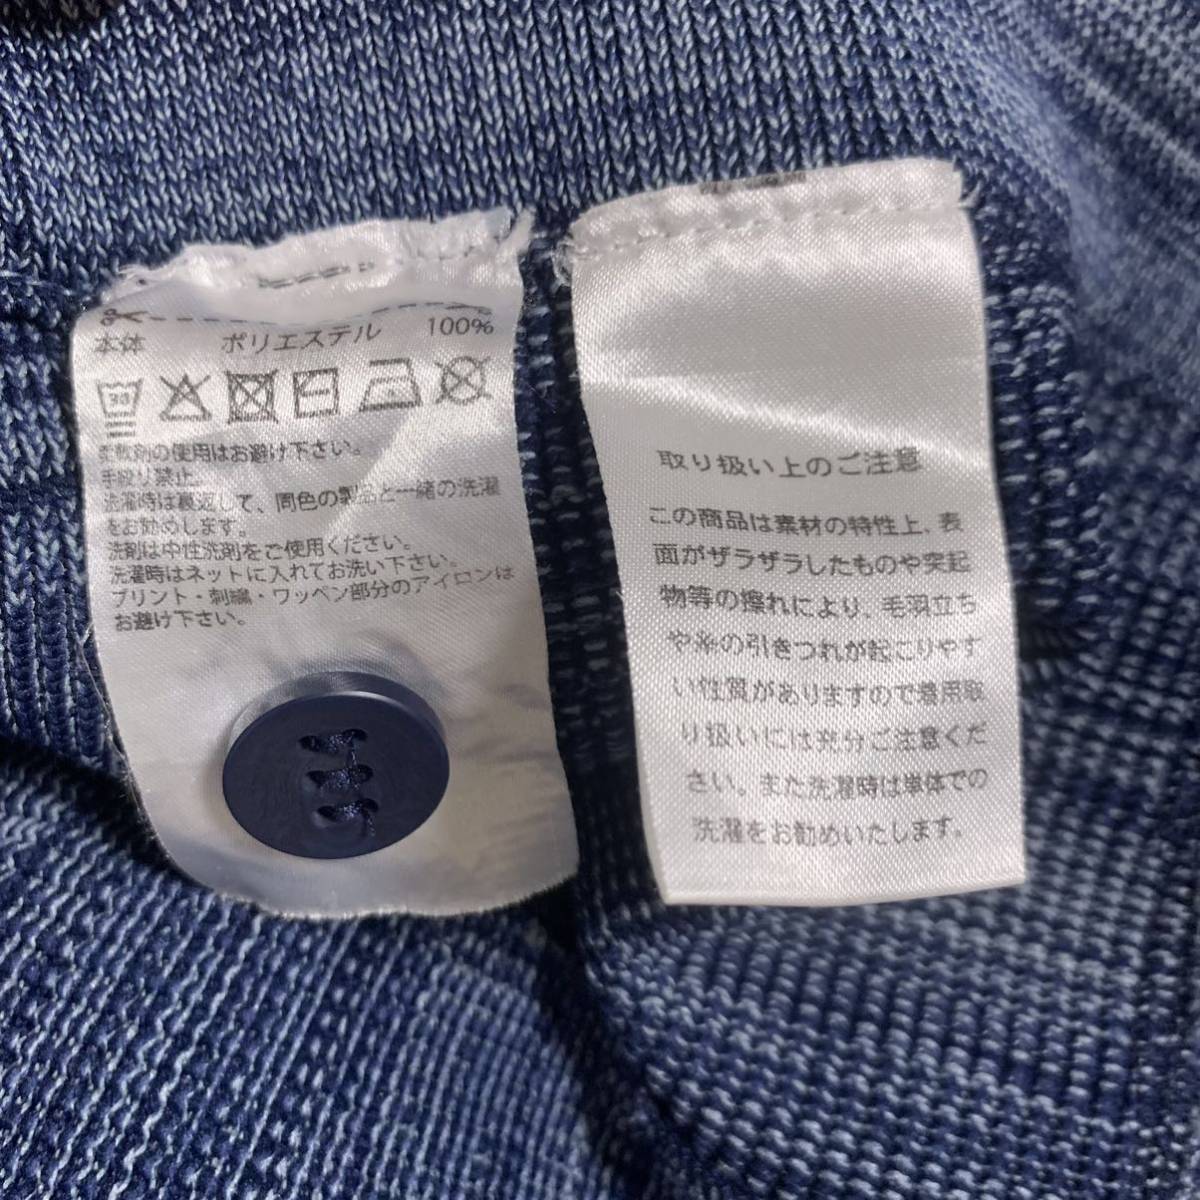 本体 ポリエステル 100%
30
柔軟剤の使用はお避け下さい。
手絞り禁止。
洗濯時は裏返して、同色の製品と一緒の洗濯
をお勧めします。
洗剤は中性洗剤をご使用ください。
洗濯時はネットに入れてお洗い下さい。
プリント・刺繍・ワッペン部分のアイロンは
お避け下さい。
取り扱い上のご注意
この商品は素材の特性上、表
面がザラザラしたものや突起
物等の擦れにより、毛羽立ち
や糸の引きつれが起こりやす
い性質がありますので着用取
り扱いには充分ご注意くだ
さい。また洗濯時は単体での
洗濯をお勧めいたします。